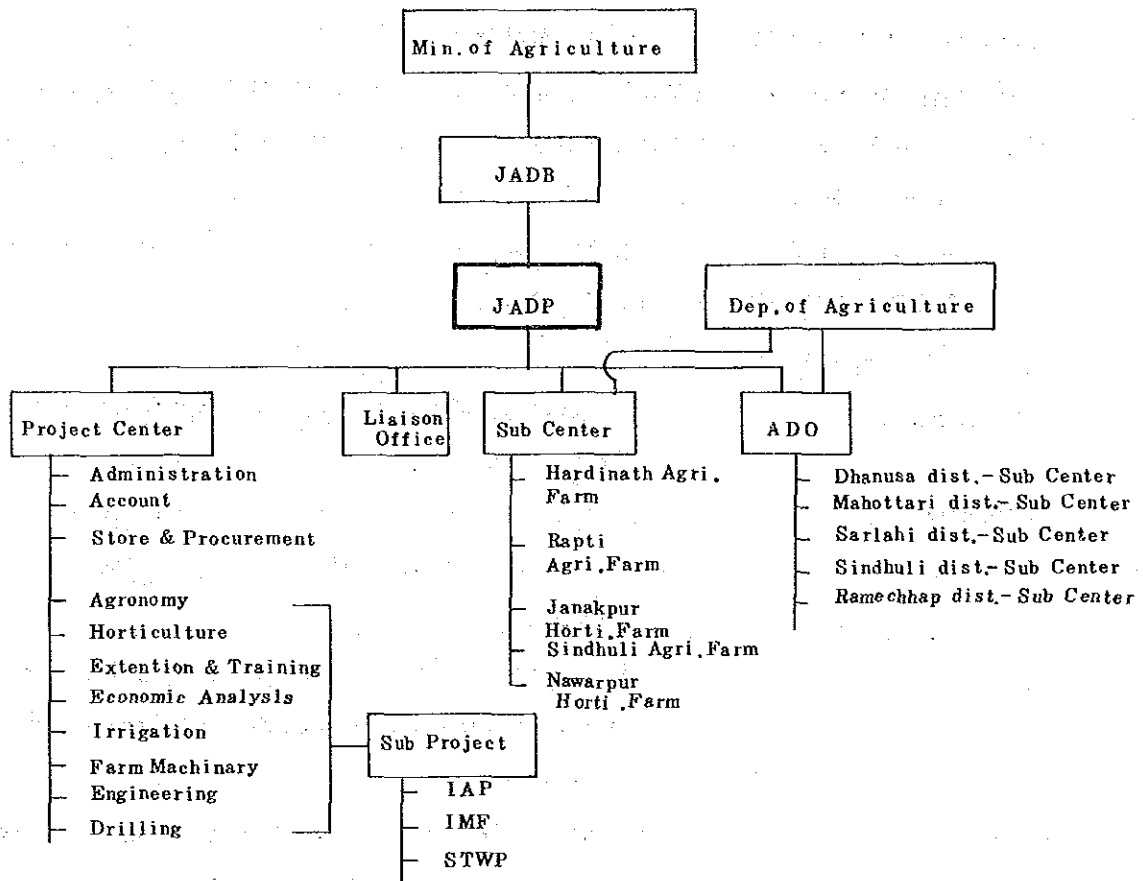 Min. of Agriculture
JADB
JADP
Dep. of Agriculture
Project Center
Liaison
Office
Sub Center
ADO
Administration
Account
Store & Procurement
Agronomy
Horticulture
Extention & Training
Economic Analysis
Irrigation
Farm Machinary
Engineering
Drilling
Sub Project
IAP
IMF
STWP
Hardinath Agri.
Farm
Rapti
Agri. Farm
Janakpur
Horti. Farm
Sindhuli Agri. Farm
Nawarpur
Horti. Farm
Dhanusa dist.-Sub Center
Mahottari dist.-Sub Center
Sarlahi dist.-Sub Center
Sindhuli dist.-Sub Center
Ramechhap dist.-Sub Center